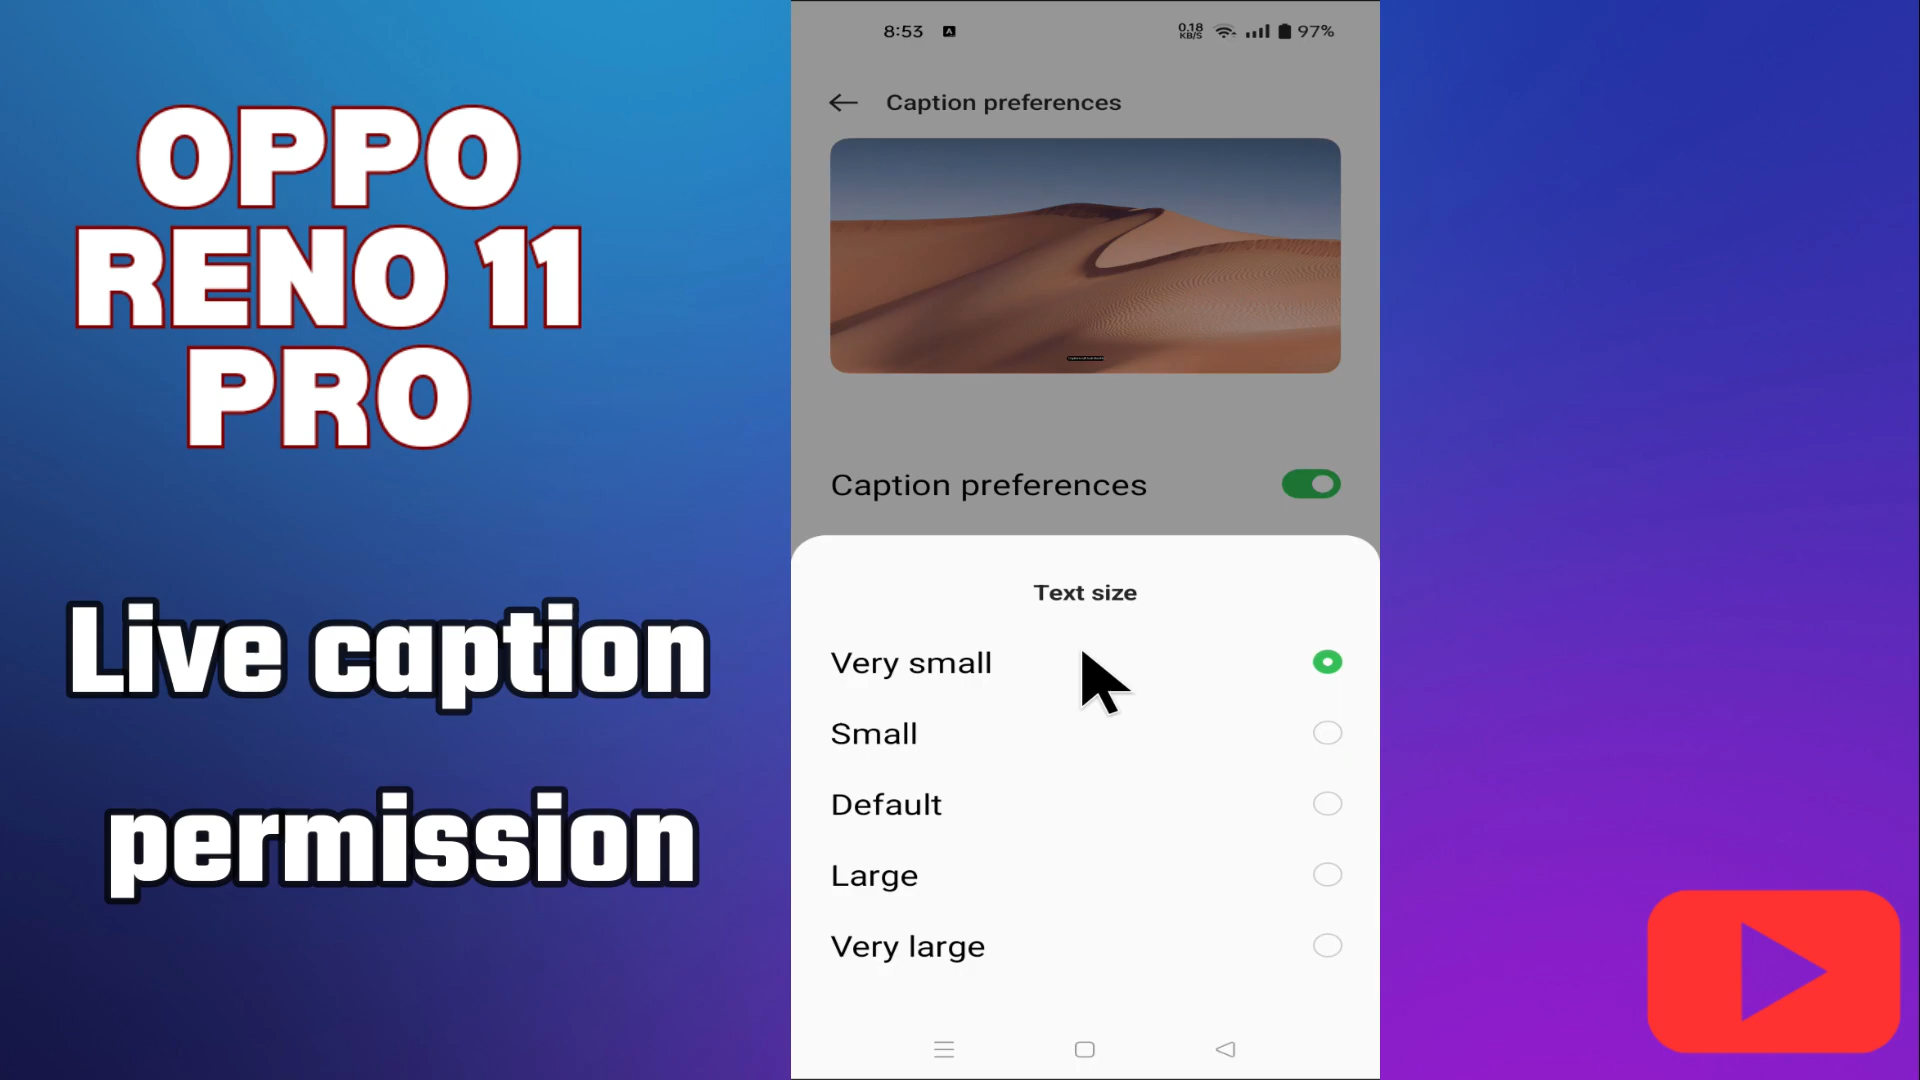 OPPO
RENO 11
PRO
Live caption
permission
8:53
A
0.18
KB/S
97%
Caption preferences
Caption preferences
Text size
Very small
Small
Default
Large
Very large